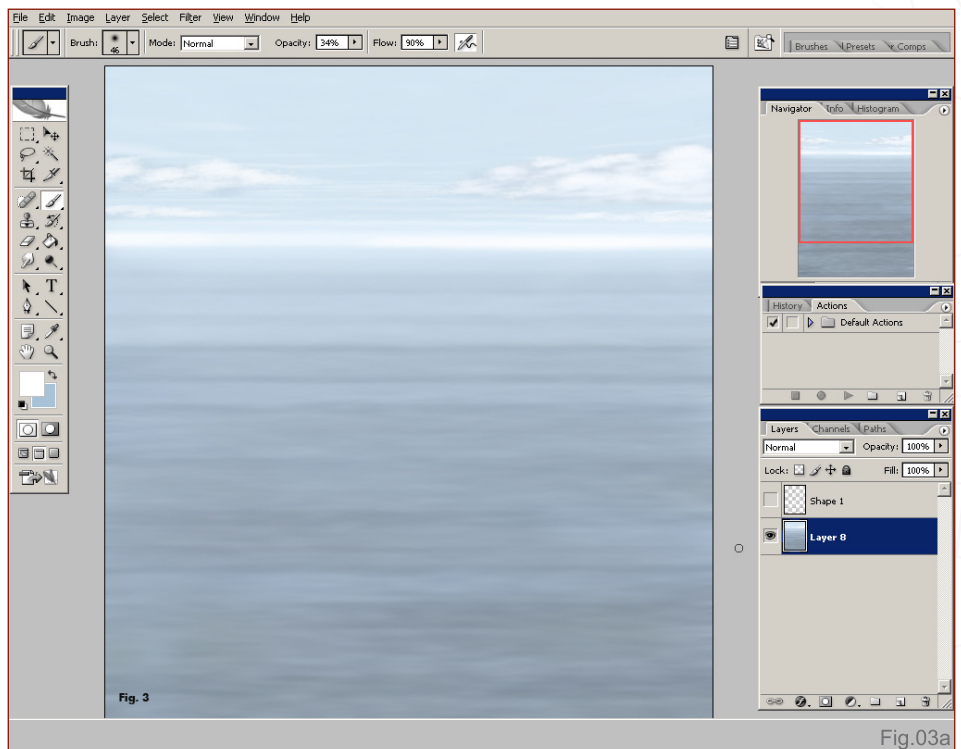 File Edit Image Layer Select Filter View Window Help
Brush: 46 Mode: Normal Opacity: 34% Flow: 90%
Brushes Presets r Comps
Navigator Info Histogram
History Actions
Default Actions
Layers Channels Paths
Normal Opacity: 100%
Lock: Fill: 100%
Shape 1
Layer 8
Fig. 3
Fig.03a